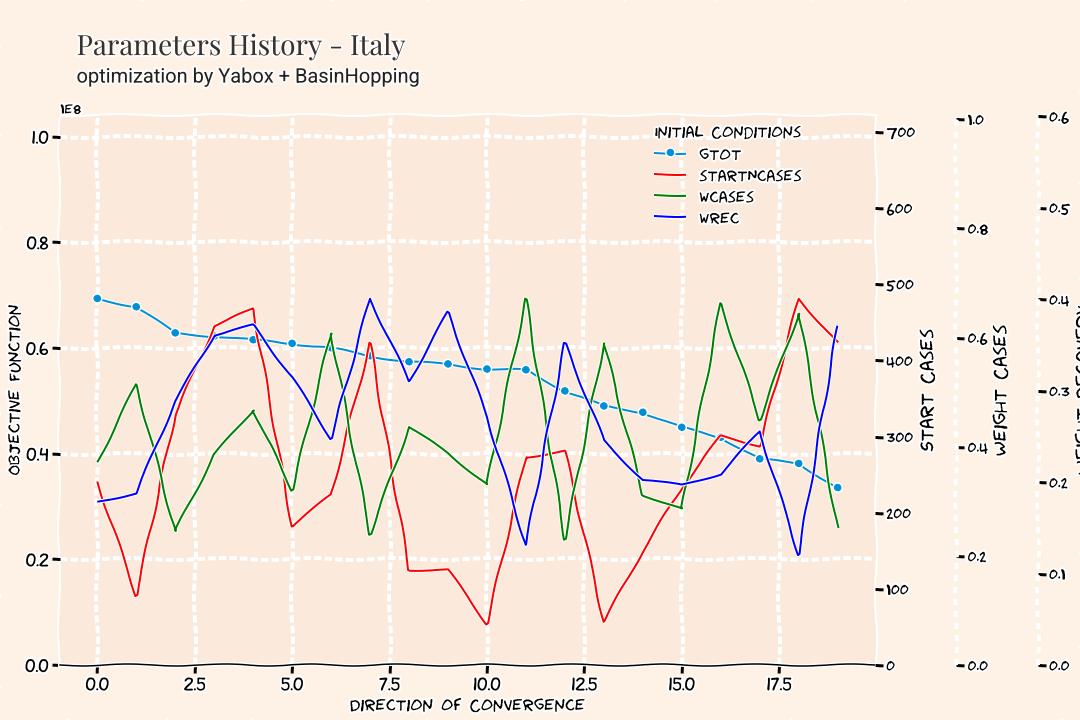 Parameters History - Italy
optimization by Yabox + BasinHopping
1E8
1.0
0.8
0.6
0.4
0.2
0.0
OBJECTIVE FUNCTION
INITIAL CONDITIONS
GTOT
STARTNCASES
WCASES
WREC
0.0 2.5 5.0 7.5 10.0 12.5 15.0 17.5
DIRECTION OF CONVERGENCE
700
600
500
400
300
200
100
0
START CASES
1.0
0.8
0.6
0.4
0.2
0.0
WEIGHT CASES
0.6
0.5
0.4
0.3
0.2
0.1
0.0